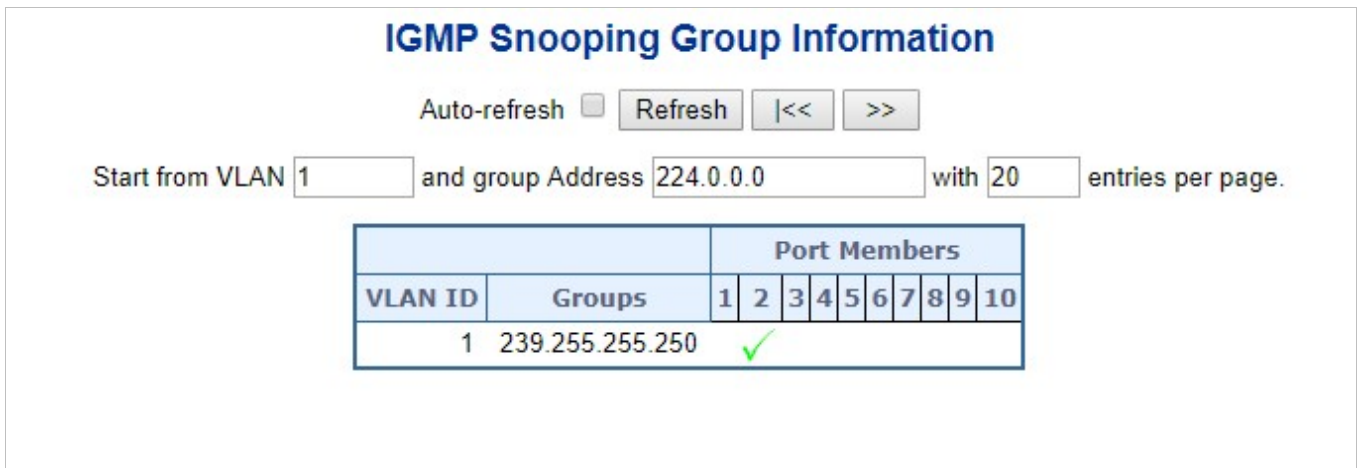 IGMP Snooping Group Information
Auto-refresh Refresh |<< >>
Start from VLAN 1 and group Address 224.0.0.0 with 20 entries per page.
Port Members
VLAN ID Groups 1 2 3 4 5 6 7 8 9 10
1 239.255.255.250 ✓